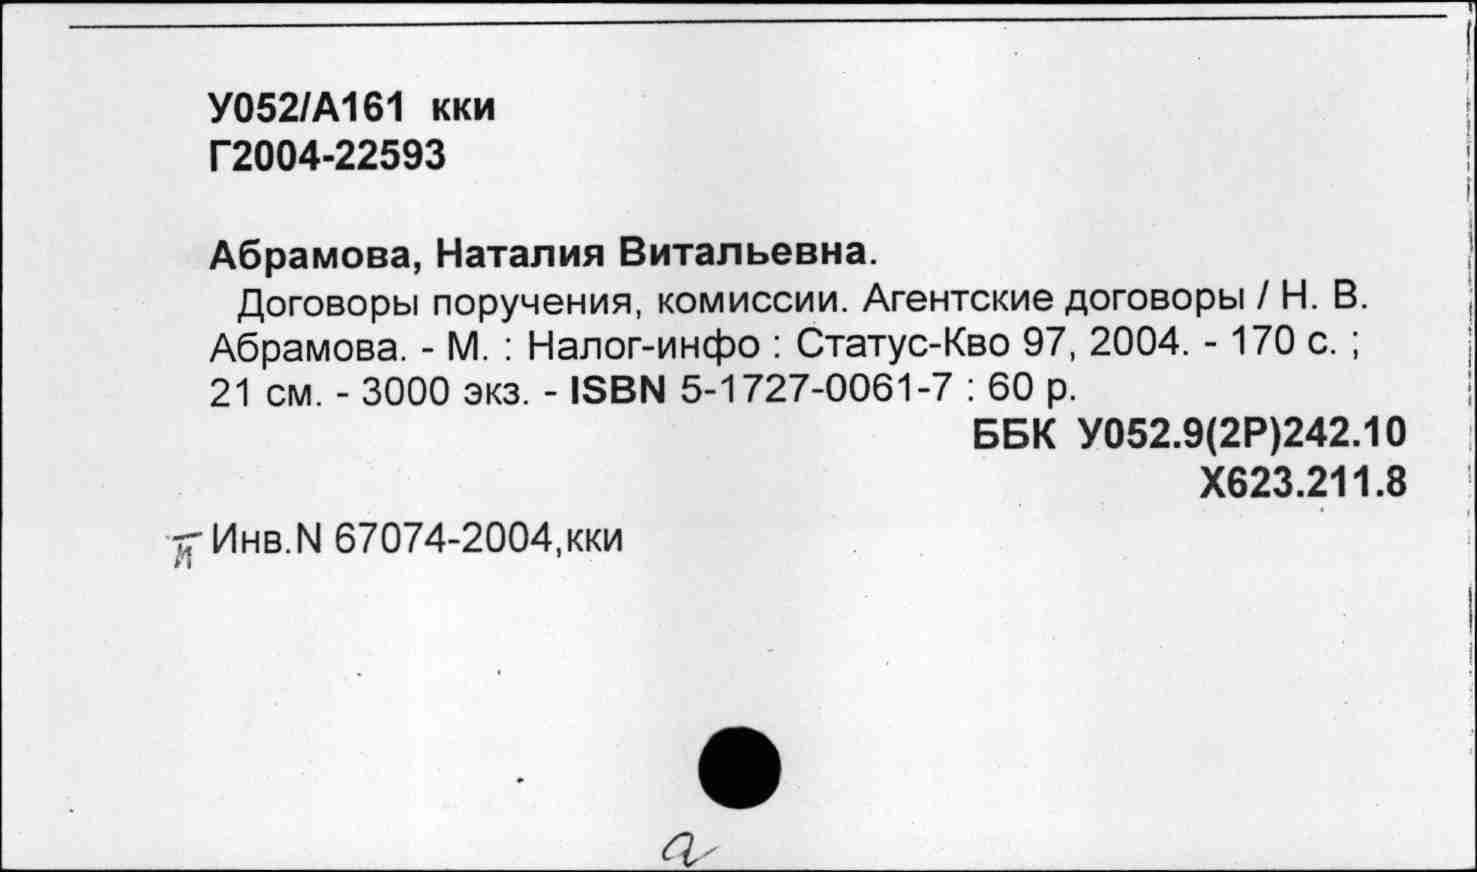 У052/А161 кки
Г2004-22593
Абрамова, Наталия Витальевна.
Договоры поручения, комиссии. Агентские договоры / Н. В.
Абрамова. - М. : Налог-инфо : Статус-Кво 97, 2004. - 170 с. ;
21 см. - 3000 экз. - ISBN 5-1727-0061-7 : 60 р.
ББК У052.9(2Р)242.10
Х623.211.8
Инв.N 67074-2004,кки
а